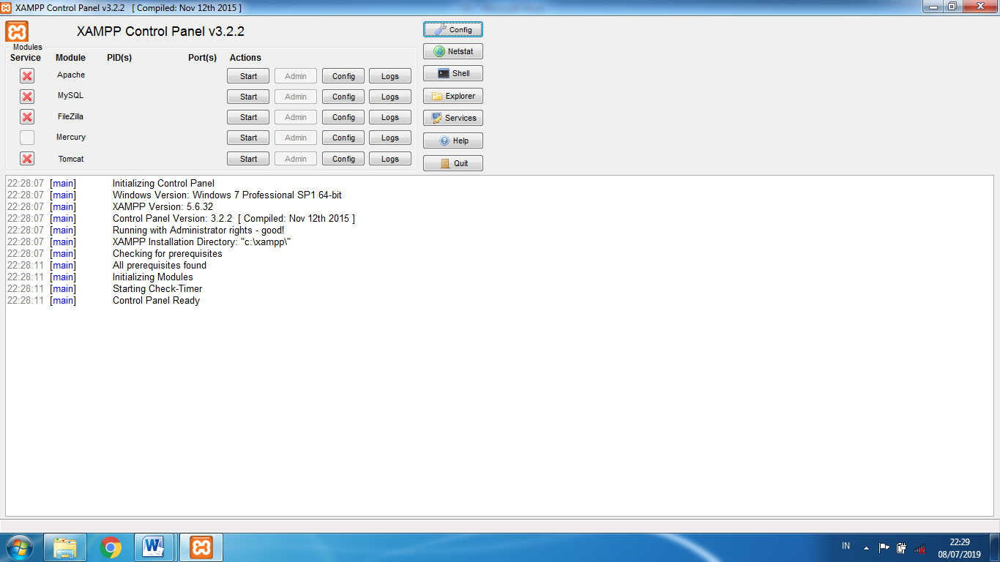 XAMPP Control Panel v3.2.2 [ Compiled: Nov 12th 2015 ]
XAMPP Control Panel v3.2.2
Config
Modules
Service Module PID(s) Port(s) Actions
Netstat
Apache Start Admin Config Logs
Shell
MySQL Start Admin Config Logs
Explorer
FileZilla Start Admin Config Logs
Services
Mercury Start Admin Config Logs
Help
Tomcat Start Admin Config Logs
Quit
22:28:07 [main] Initializing Control Panel
22:28:07 [main] Windows Version: Windows 7 Professional SP1 64-bit
22:28:07 [main] XAMPP Version: 5.6.32
22:28:07 [main] Control Panel Version: 3.2.2 [ Compiled: Nov 12th 2015 ]
22:28:07 [main] Running with Administrator rights - good!
22:28:07 [main] XAMPP Installation Directory: "c:\xampp\"
22:28:07 [main] Checking for prerequisites
22:28:11 [main] All prerequisites found
22:28:11 [main] Initializing Modules
22:28:11 [main] Starting Check-Timer
22:28:11 [main] Control Panel Ready
IN
22:29
08/07/2019